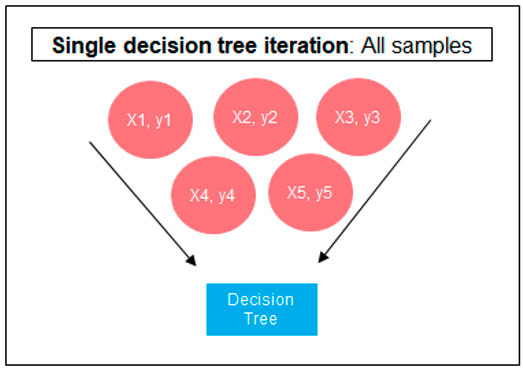 Single decision tree iteration: All samples
X1, y1
X2, y2
X3, y3
X4, y4
X5, y5
Decision
Tree